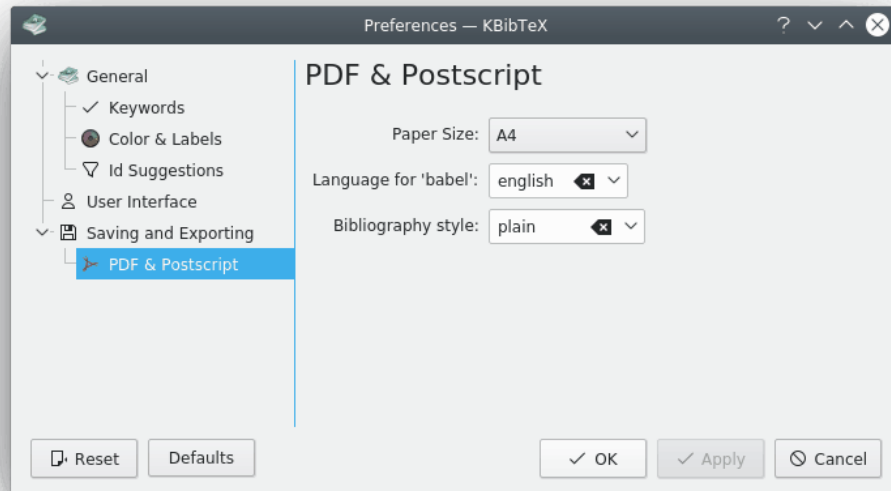 Preferences — KBibTeX
General
Keywords
Color & Labels
Id Suggestions
User Interface
Saving and Exporting
PDF & Postscript
PDF & Postscript
Paper Size: A4
Language for 'babel': english
Bibliography style: plain
Reset Defaults OK Apply Cancel